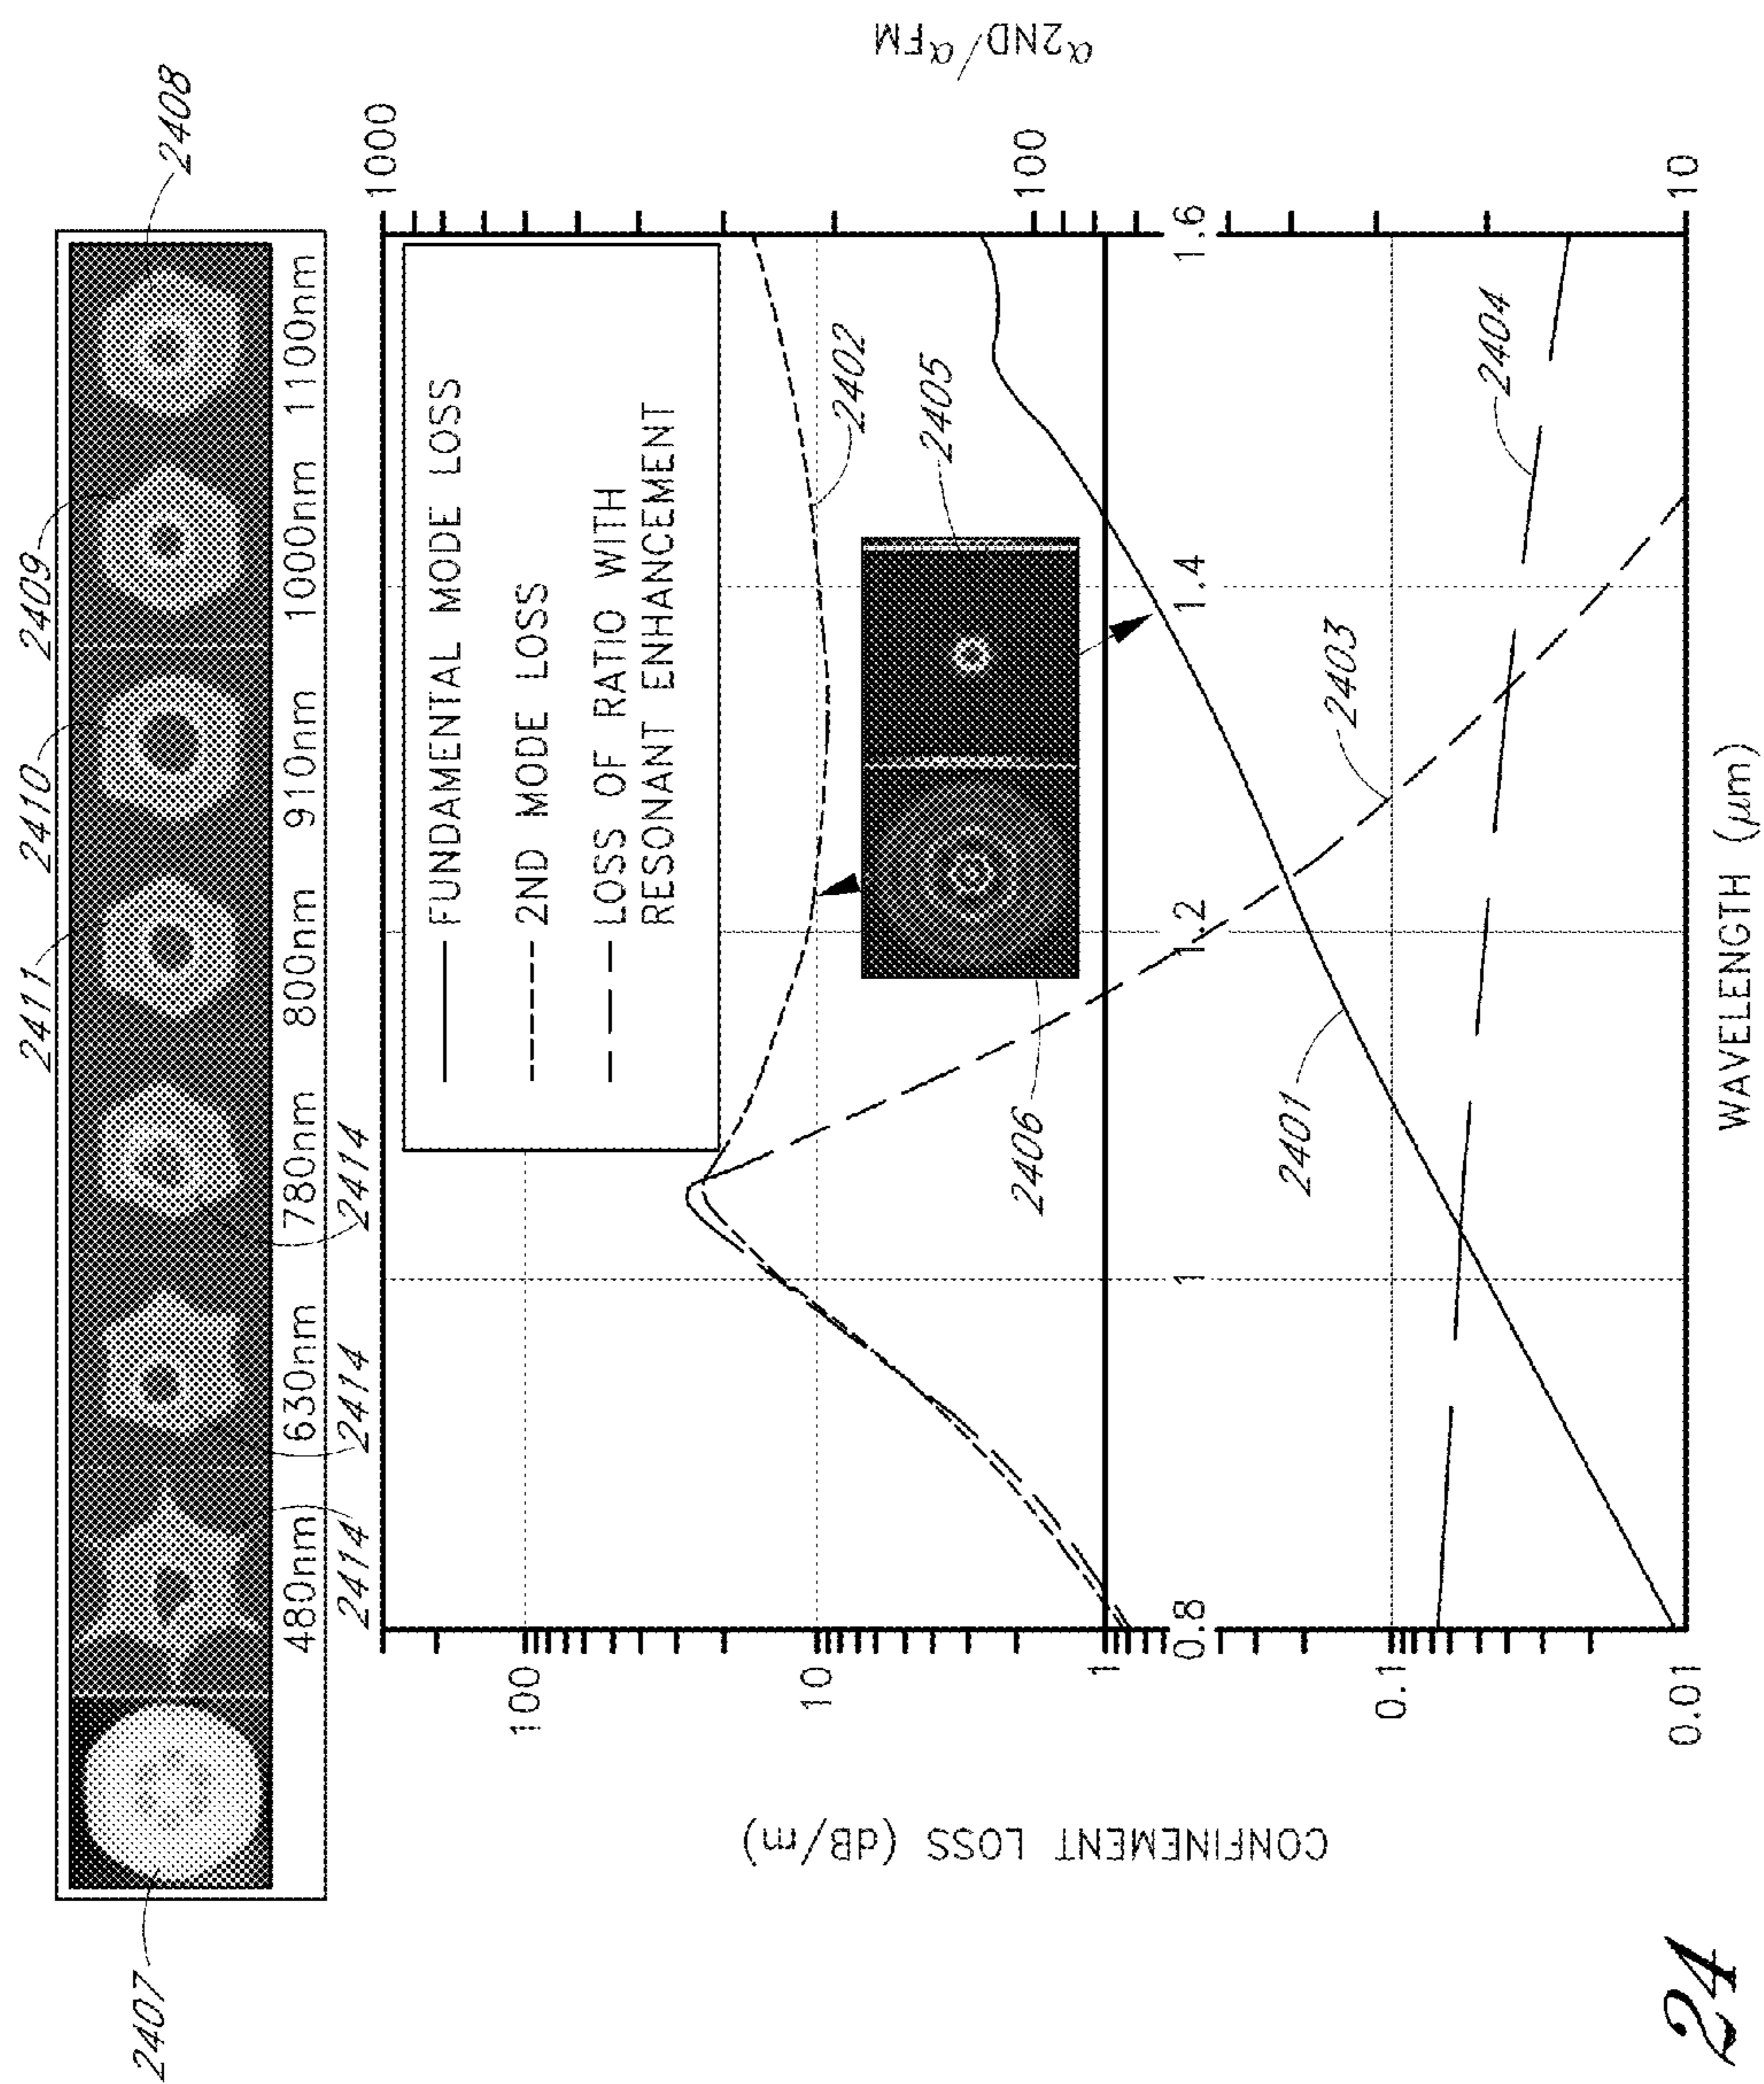 2407
2411
2410
2409
2408
480nm
630nm
780nm
800nm
910nm
1000nm
1100nm
2414
2414
2414
FUNDAMENTAL MODE LOSS
2ND MODE LOSS
LOSS OF RATIO WITH
RESONANT ENHANCEMENT
2402
2405
2406
2401
2403
2404
CONFINEMENT LOSS (dB/m)
100
10
1
0.1
0.01
0.8
1
1.2
1.4
1.6
1000
100
10
α2ND/αFM
WAVELENGTH (μm)
24